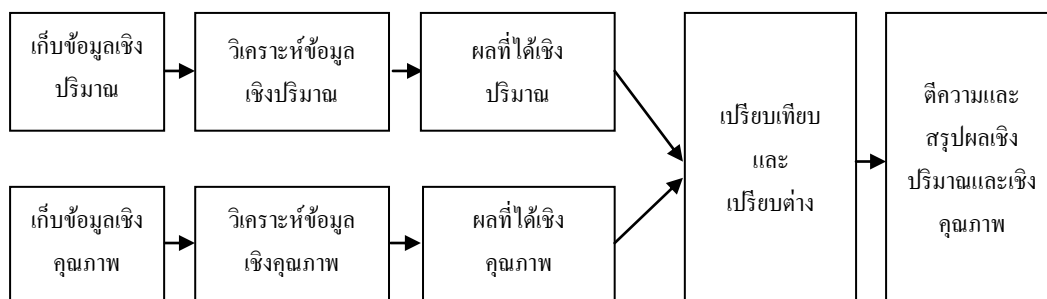 เก็บข้อมูลเชิง
ปริมาณ
วิเคราะห์ข้อมูล
เชิงปริมาณ
ผลที่ได้เชิง
ปริมาณ
เก็บข้อมูลเชิง
คุณภาพ
วิเคราะห์ข้อมูล
เชิงคุณภาพ
ผลที่ได้เชิง
คุณภาพ
เปรียบเทียบ
และ
เปรียบต่าง
ตีความและ
สรุปผลเชิง
ปริมาณและเชิง
คุณภาพ